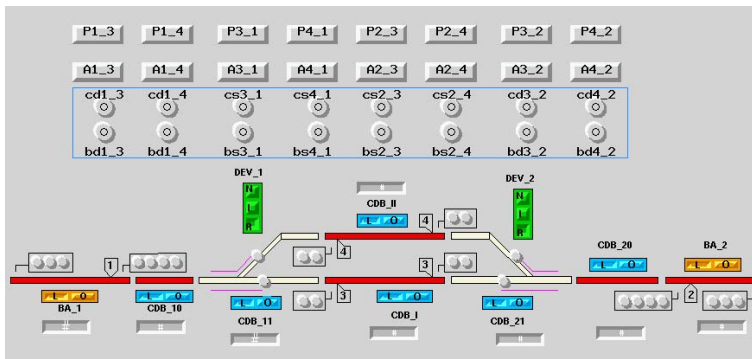 P1_3 P1_4 P3_1 P4_1 P2_3 P2_4 P3_2 P4_2
A1_3 A1_4 A3_1 A4_1 A2_3 A2_4 A3_2 A4_2
cd1_3 cd1_4 cs3_1 cs4_1 cs2_3 cs2_4 cd3_2 cd4_2
bd1_3 bd1_4 bs3_1 bs4_1 bs2_3 bs2_4 bd3_2 bd4_2
DEV_1 DEV_2
N N
L # L
R CDB_II R
L O 4
4 CDB_20 BA_2
1 3 L O L O
L O L O L O 3 L O L O 2
BA_1 CDB_10 CDB_11 CDB_I CDB_21
# # # # # # #